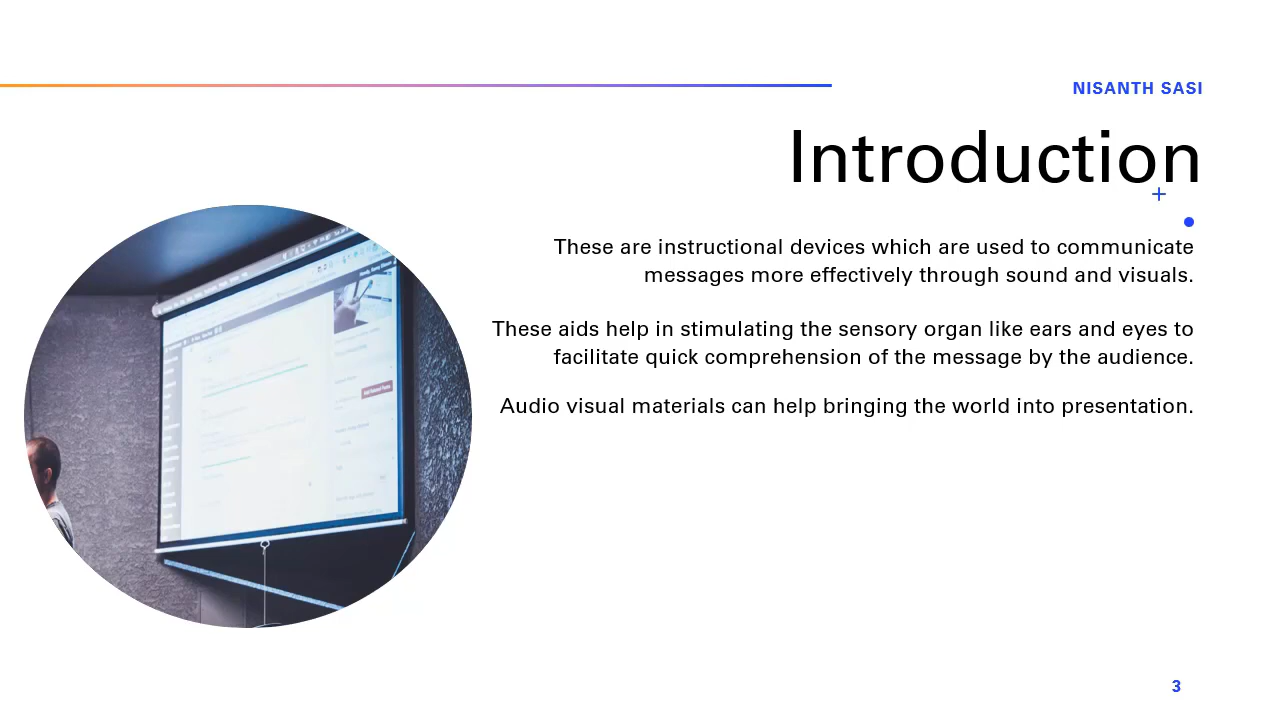 NISANTH SASI
Introduction
These are instructional devices which are used to communicate
messages more effectively through sound and visuals.
These aids help in stimulating the sensory organ like ears and eyes to
facilitate quick comprehension of the message by the audience.
Audio visual materials can help bringing the world into presentation.
3